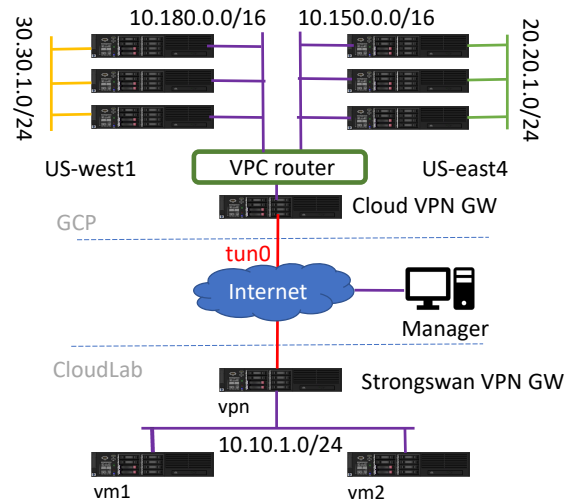 10.180.0.0/16
10.150.0.0/16
30.30.1.0/24
20.20.1.0/24
US-west1
VPC router
US-east4
Cloud VPN GW
GCP
tun0
Internet
Manager
CloudLab
Strongswan VPN GW
vpn
10.10.1.0/24
vm1
vm2